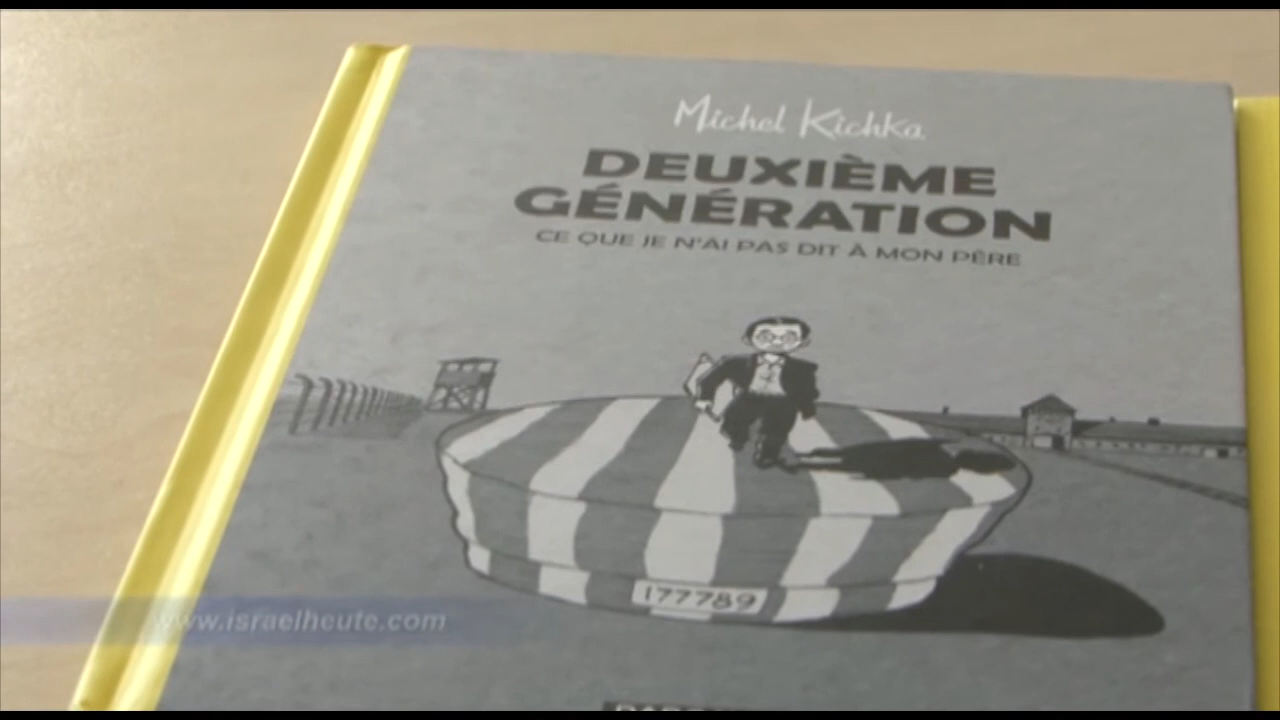 Michel Kichka
DEUXIÈME
GÉNÉRATION
CE QUE JE N'AI PAS DIT À MON PÈRE
177789
www.israelheute.com